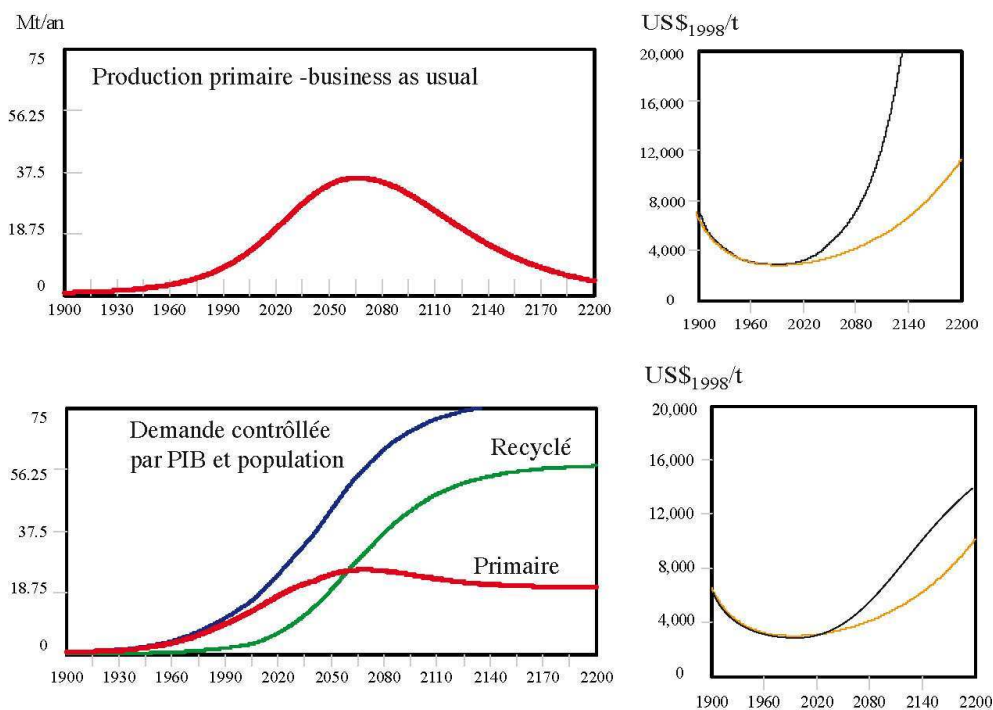 Mt/an
75
Production primaire -business as usual
56.25
37.5
18.75
0
1900 1930 1960 1990 2020 2050 2080 2110 2140 2170 2200
US$1998/t
20,000
16,000
12,000
8,000
4,000
0
1900 1960 2020 2080 2140 2200
75
Demande contrôllée
par PIB et population
Recyclé
56.25
37.5
Primaire
18.75
0
1900 1930 1960 1990 2020 2050 2080 2110 2140 2170 2200
US$1998/t
20,000
16,000
12,000
8,000
4,000
0
1900 1960 2020 2080 2140 2200